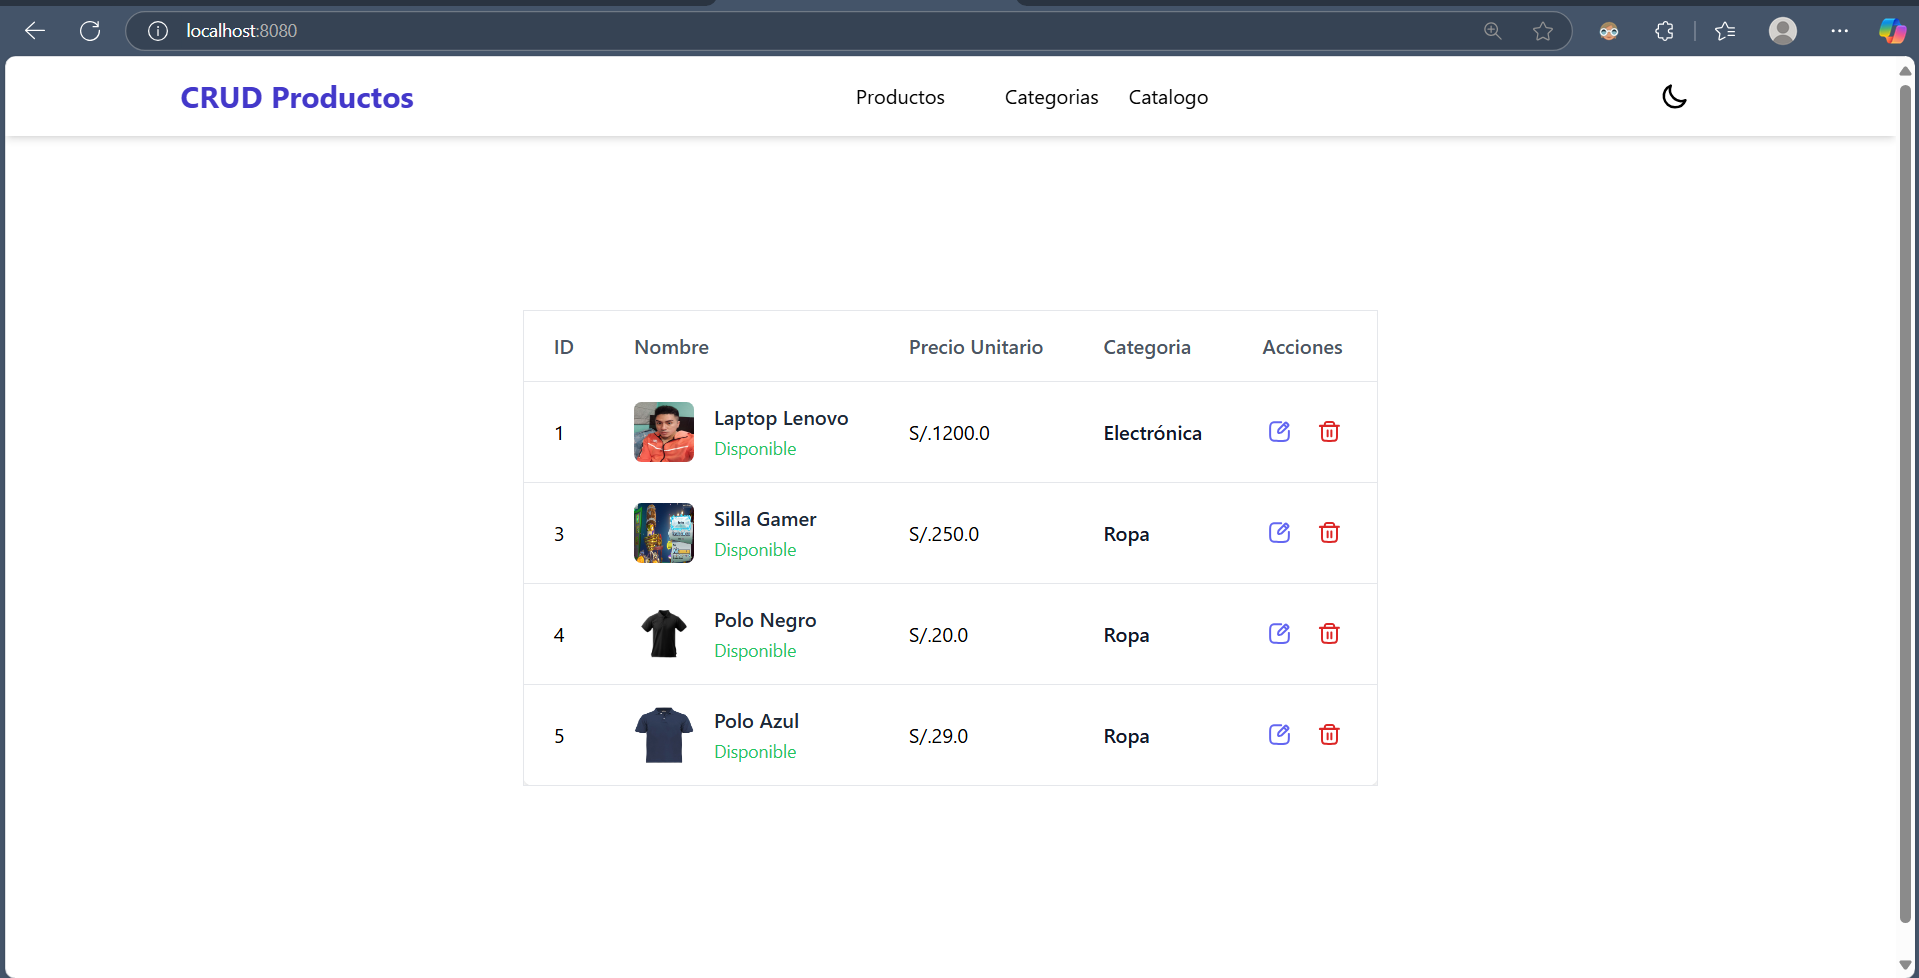 localhost:8080
CRUD Productos
Productos Categorias Catalogo
ID Nombre Precio Unitario Categoria Acciones
1 Laptop Lenovo S/.1200.0 Electrónica
Disponible
3 Silla Gamer S/.250.0 Ropa
Disponible
4 Polo Negro S/.20.0 Ropa
Disponible
5 Polo Azul S/.29.0 Ropa
Disponible